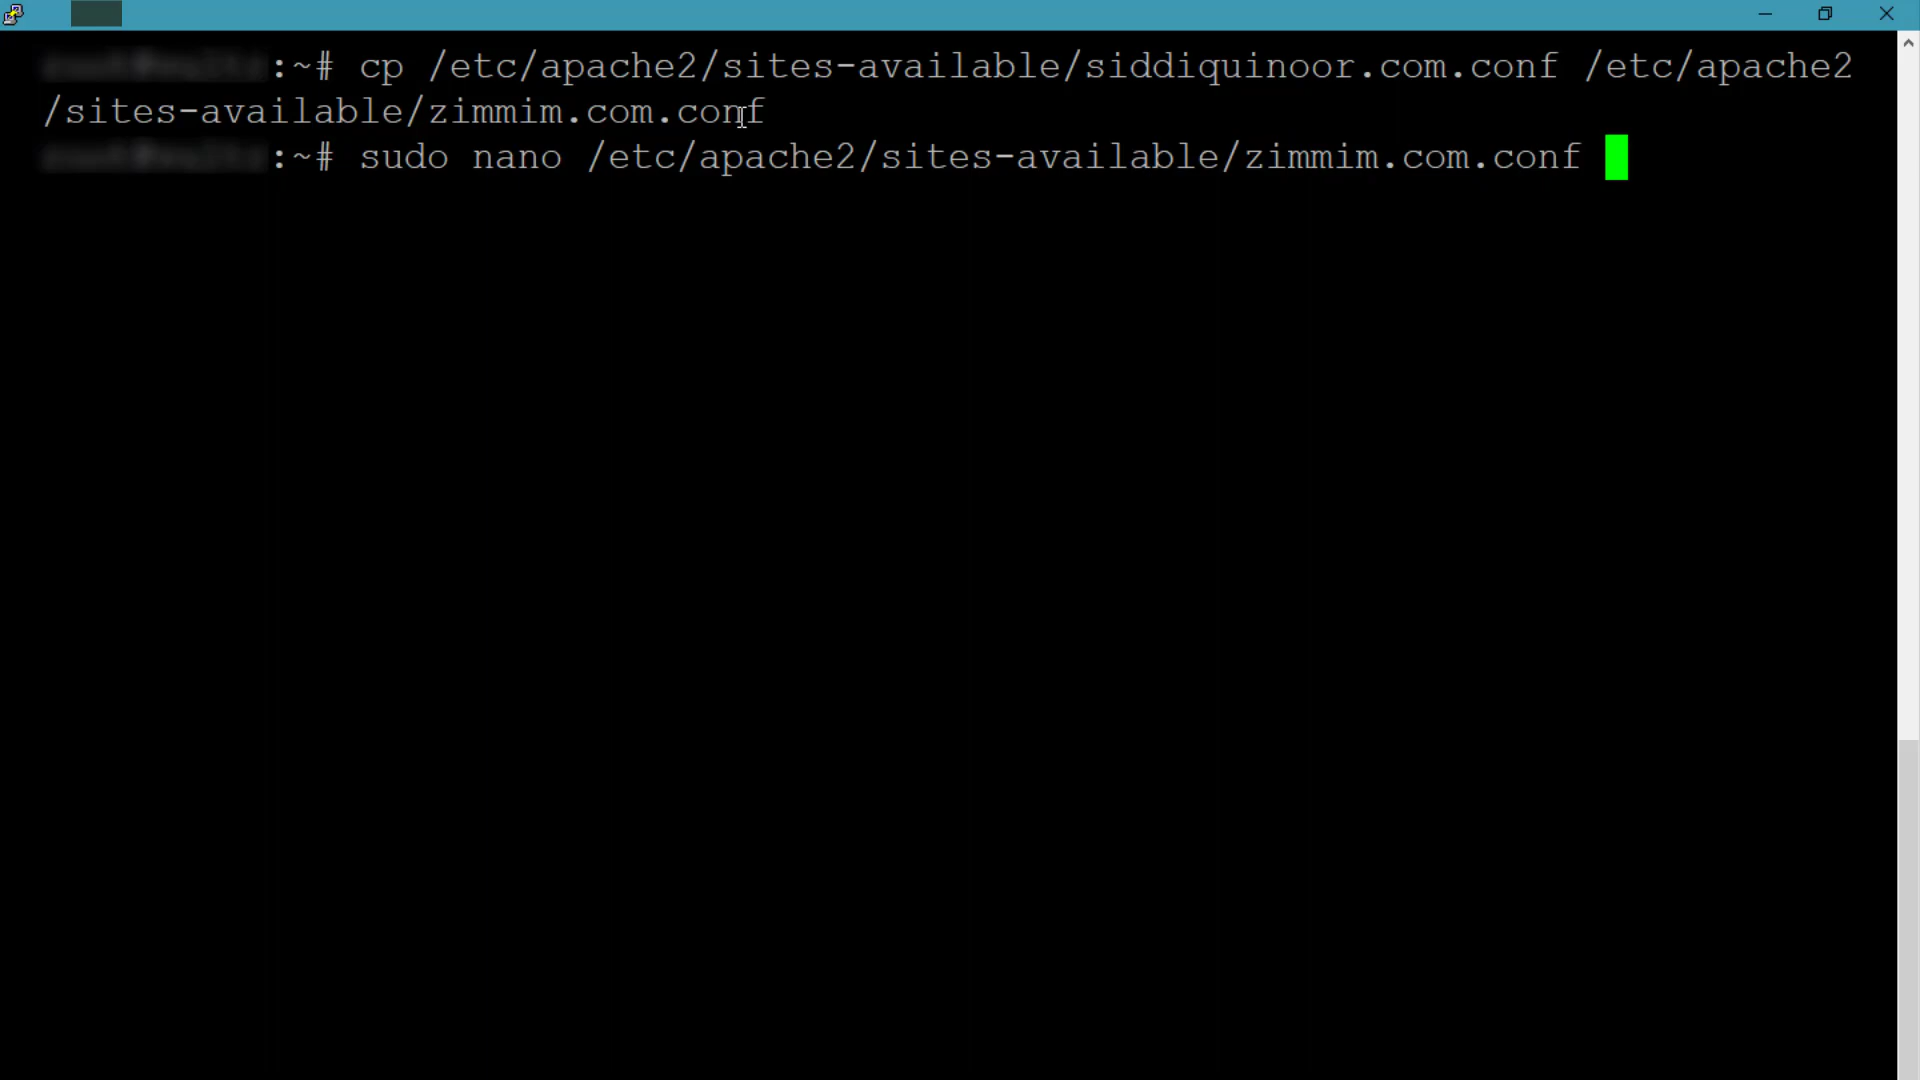 :~# cp /etc/apache2/sites-available/siddiquinoor.com.conf /etc/apache2
/sites-available/zimmim.com.conf
:~# sudo nano /etc/apache2/sites-available/zimmim.com.conf